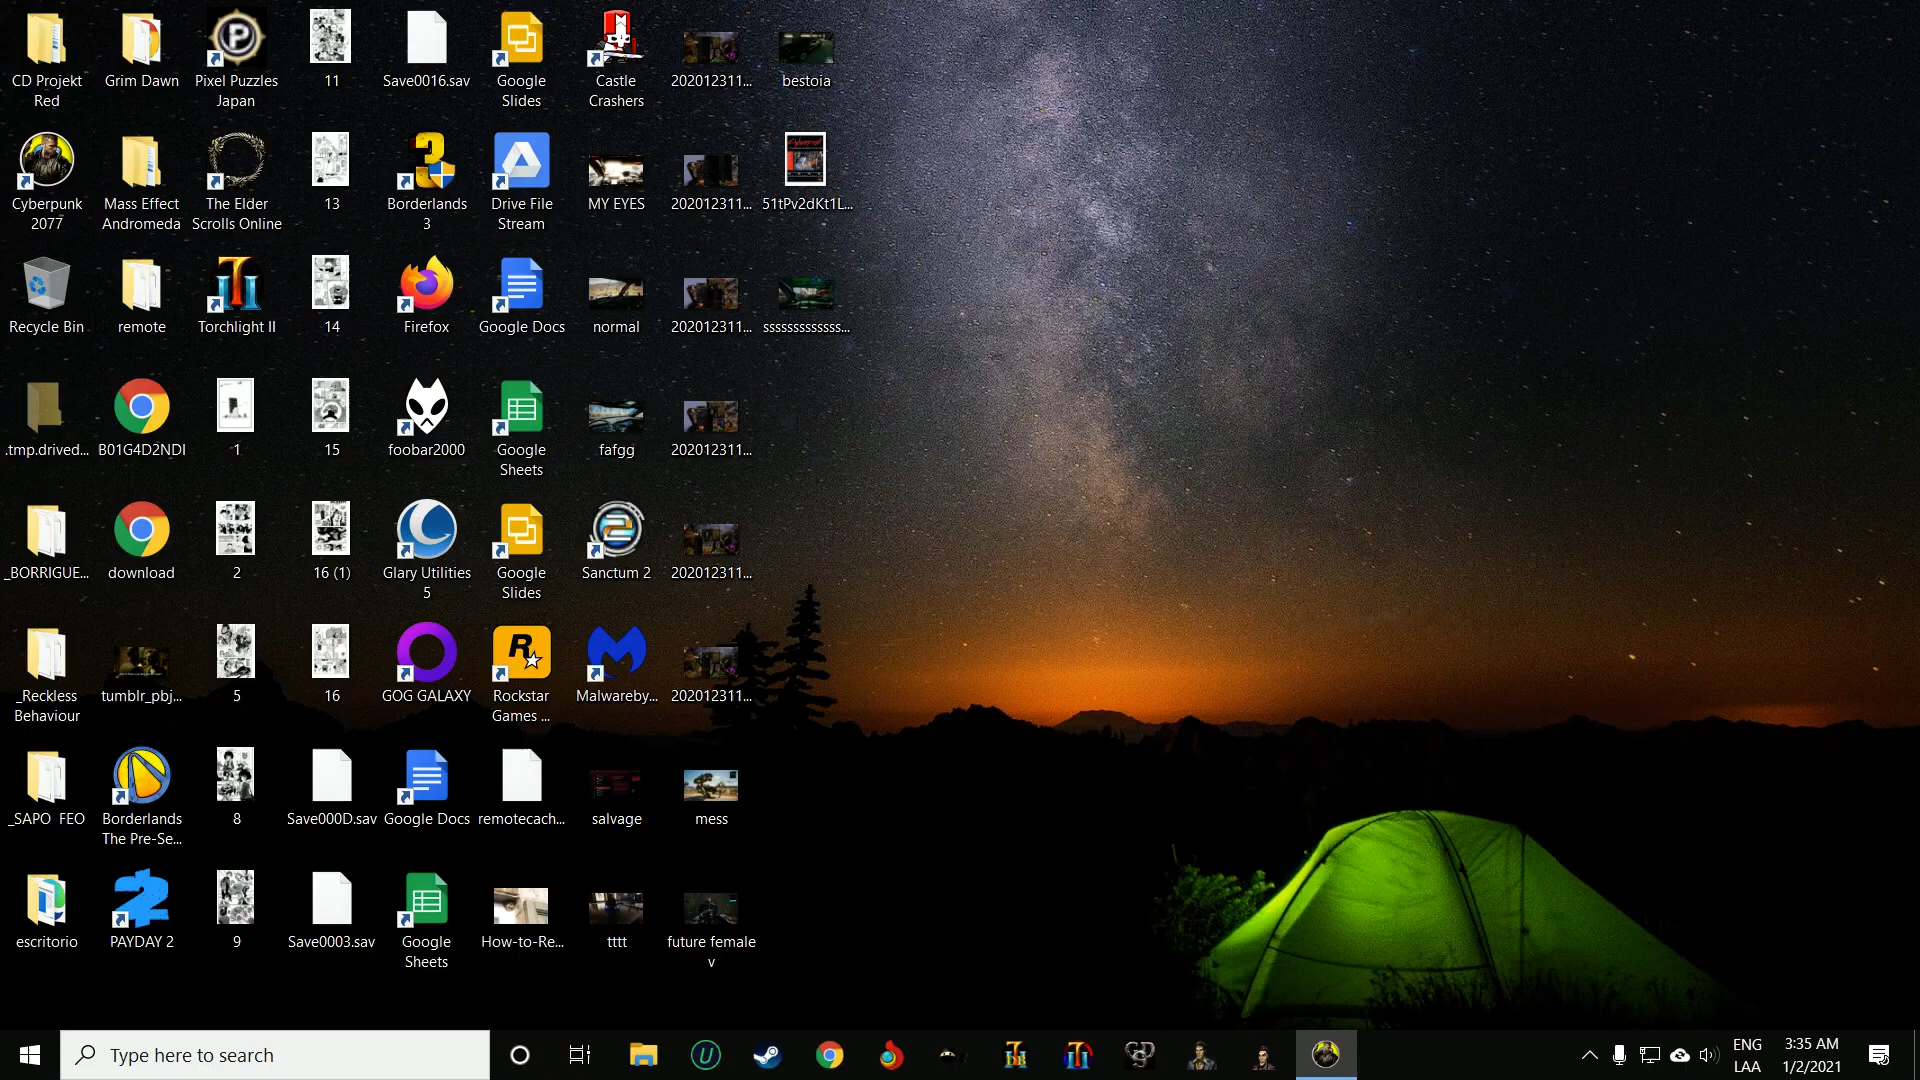 CD Projekt
Red
Grim Dawn
Pixel Puzzles
Japan
11
Save0016.sav
Google
Slides
Castle
Crashers
202012311...
bestoia
Cyberpunk
2077
Mass Effect
Andromeda
The Elder
Scrolls Online
13
Borderlands
3
Drive File
Stream
MY EYES
202012311...
51tPv2dKt1L...
Recycle Bin
remote
Torchlight II
14
Firefox
Google Docs
normal
202012311...
sssssssssssss...
.tmp.drived...
B01G4D2NDI
1
15
foobar2000
Google
Sheets
fafgg
202012311...
_BORRIGUE...
download
2
16 (1)
Glary Utilities
5
Google
Slides
Sanctum 2
202012311...
_Reckless
Behaviour
tumblr_pbj...
5
16
GOG GALAXY
Rockstar
Games ...
Malwareby...
202012311...
_SAPO  FEO
Borderlands
The Pre-Se...
8
Save000D.sav
Google Docs
remotecach...
salvage
mess
escritorio
PAYDAY 2
9
Save0003.sav
Google
Sheets
How-to-Re...
tttt
future female
v
Type here to search
ENG
LAA
3:35 AM
1/2/2021